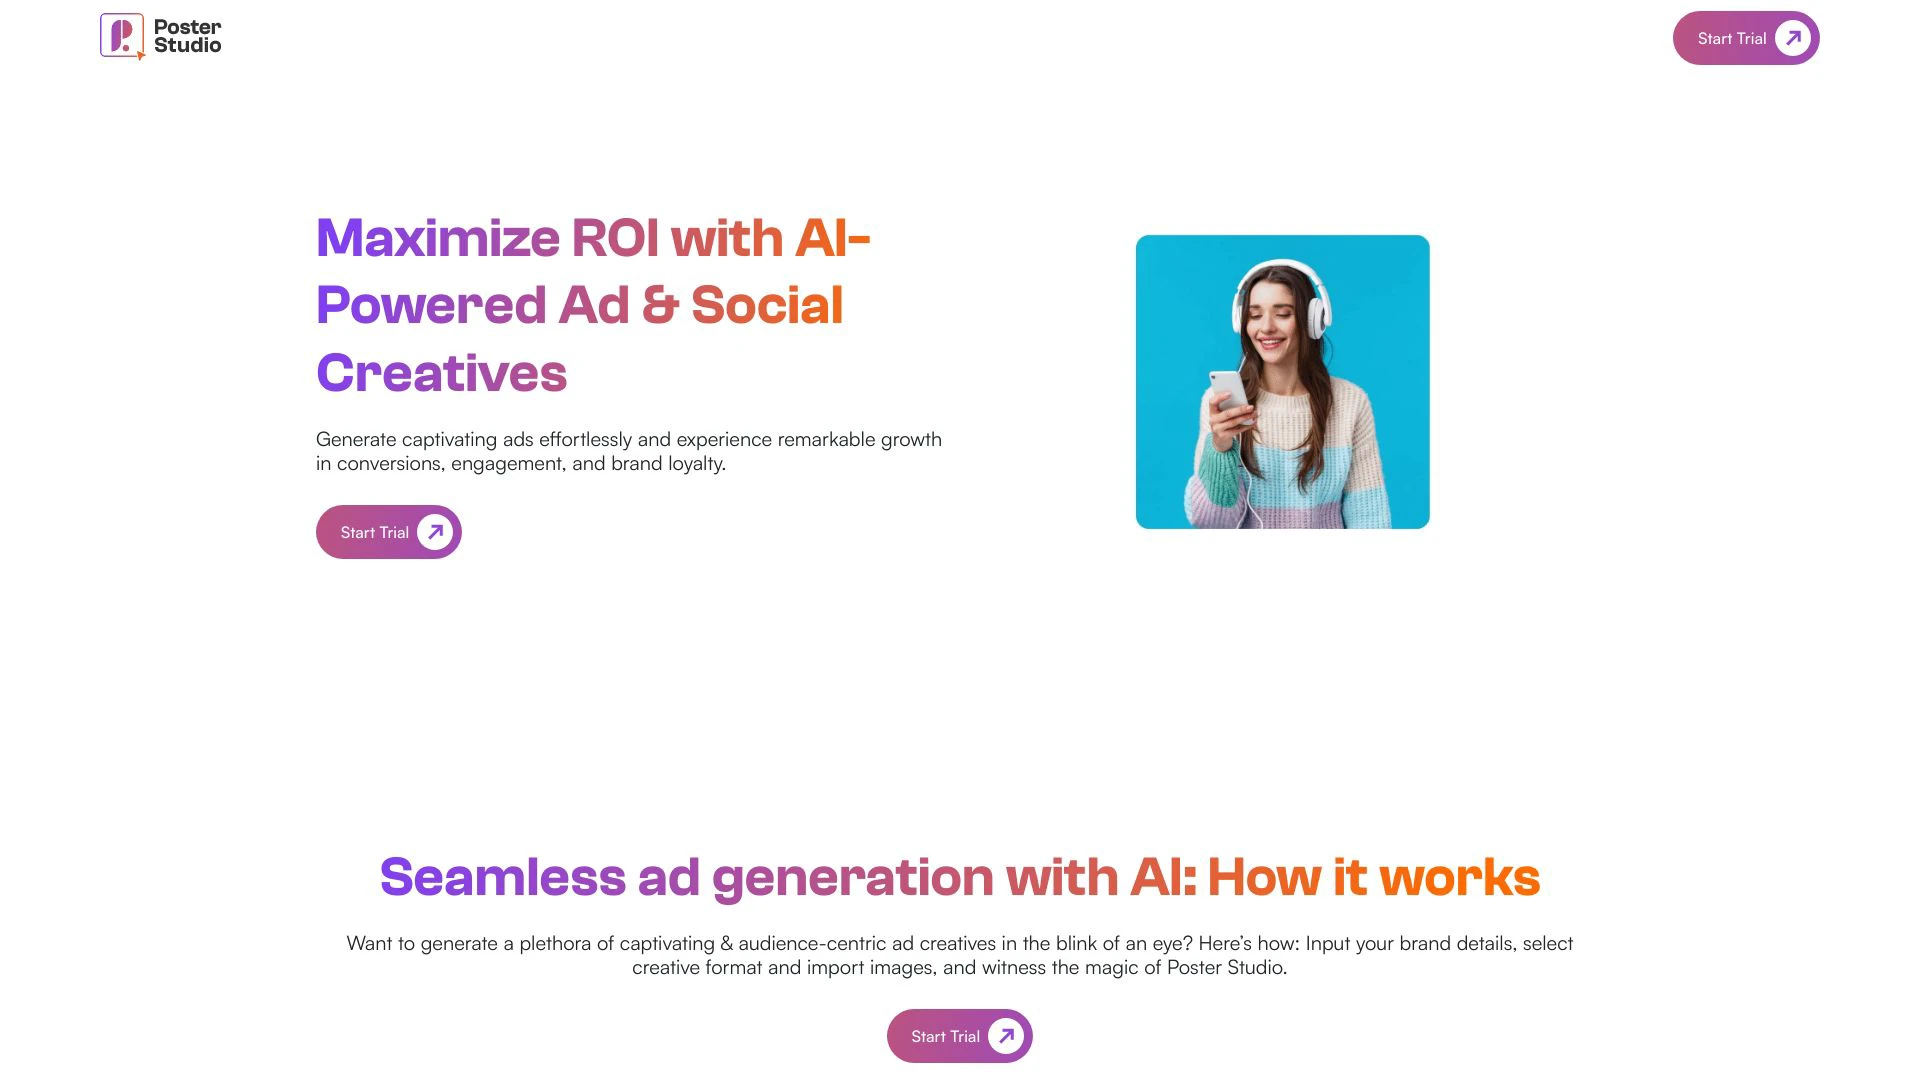 Poster
Studio
Start Trial
Maximize ROI with AI-
Powered Ad & Social
Creatives
Generate captivating ads effortlessly and experience remarkable growth
in conversions, engagement, and brand loyalty.
Start Trial
Seamless ad generation with AI: How it works
Want to generate a plethora of captivating & audience-centric ad creatives in the blink of an eye? Here’s how: Input your brand details, select
creative format and import images, and witness the magic of Poster Studio.
Start Trial